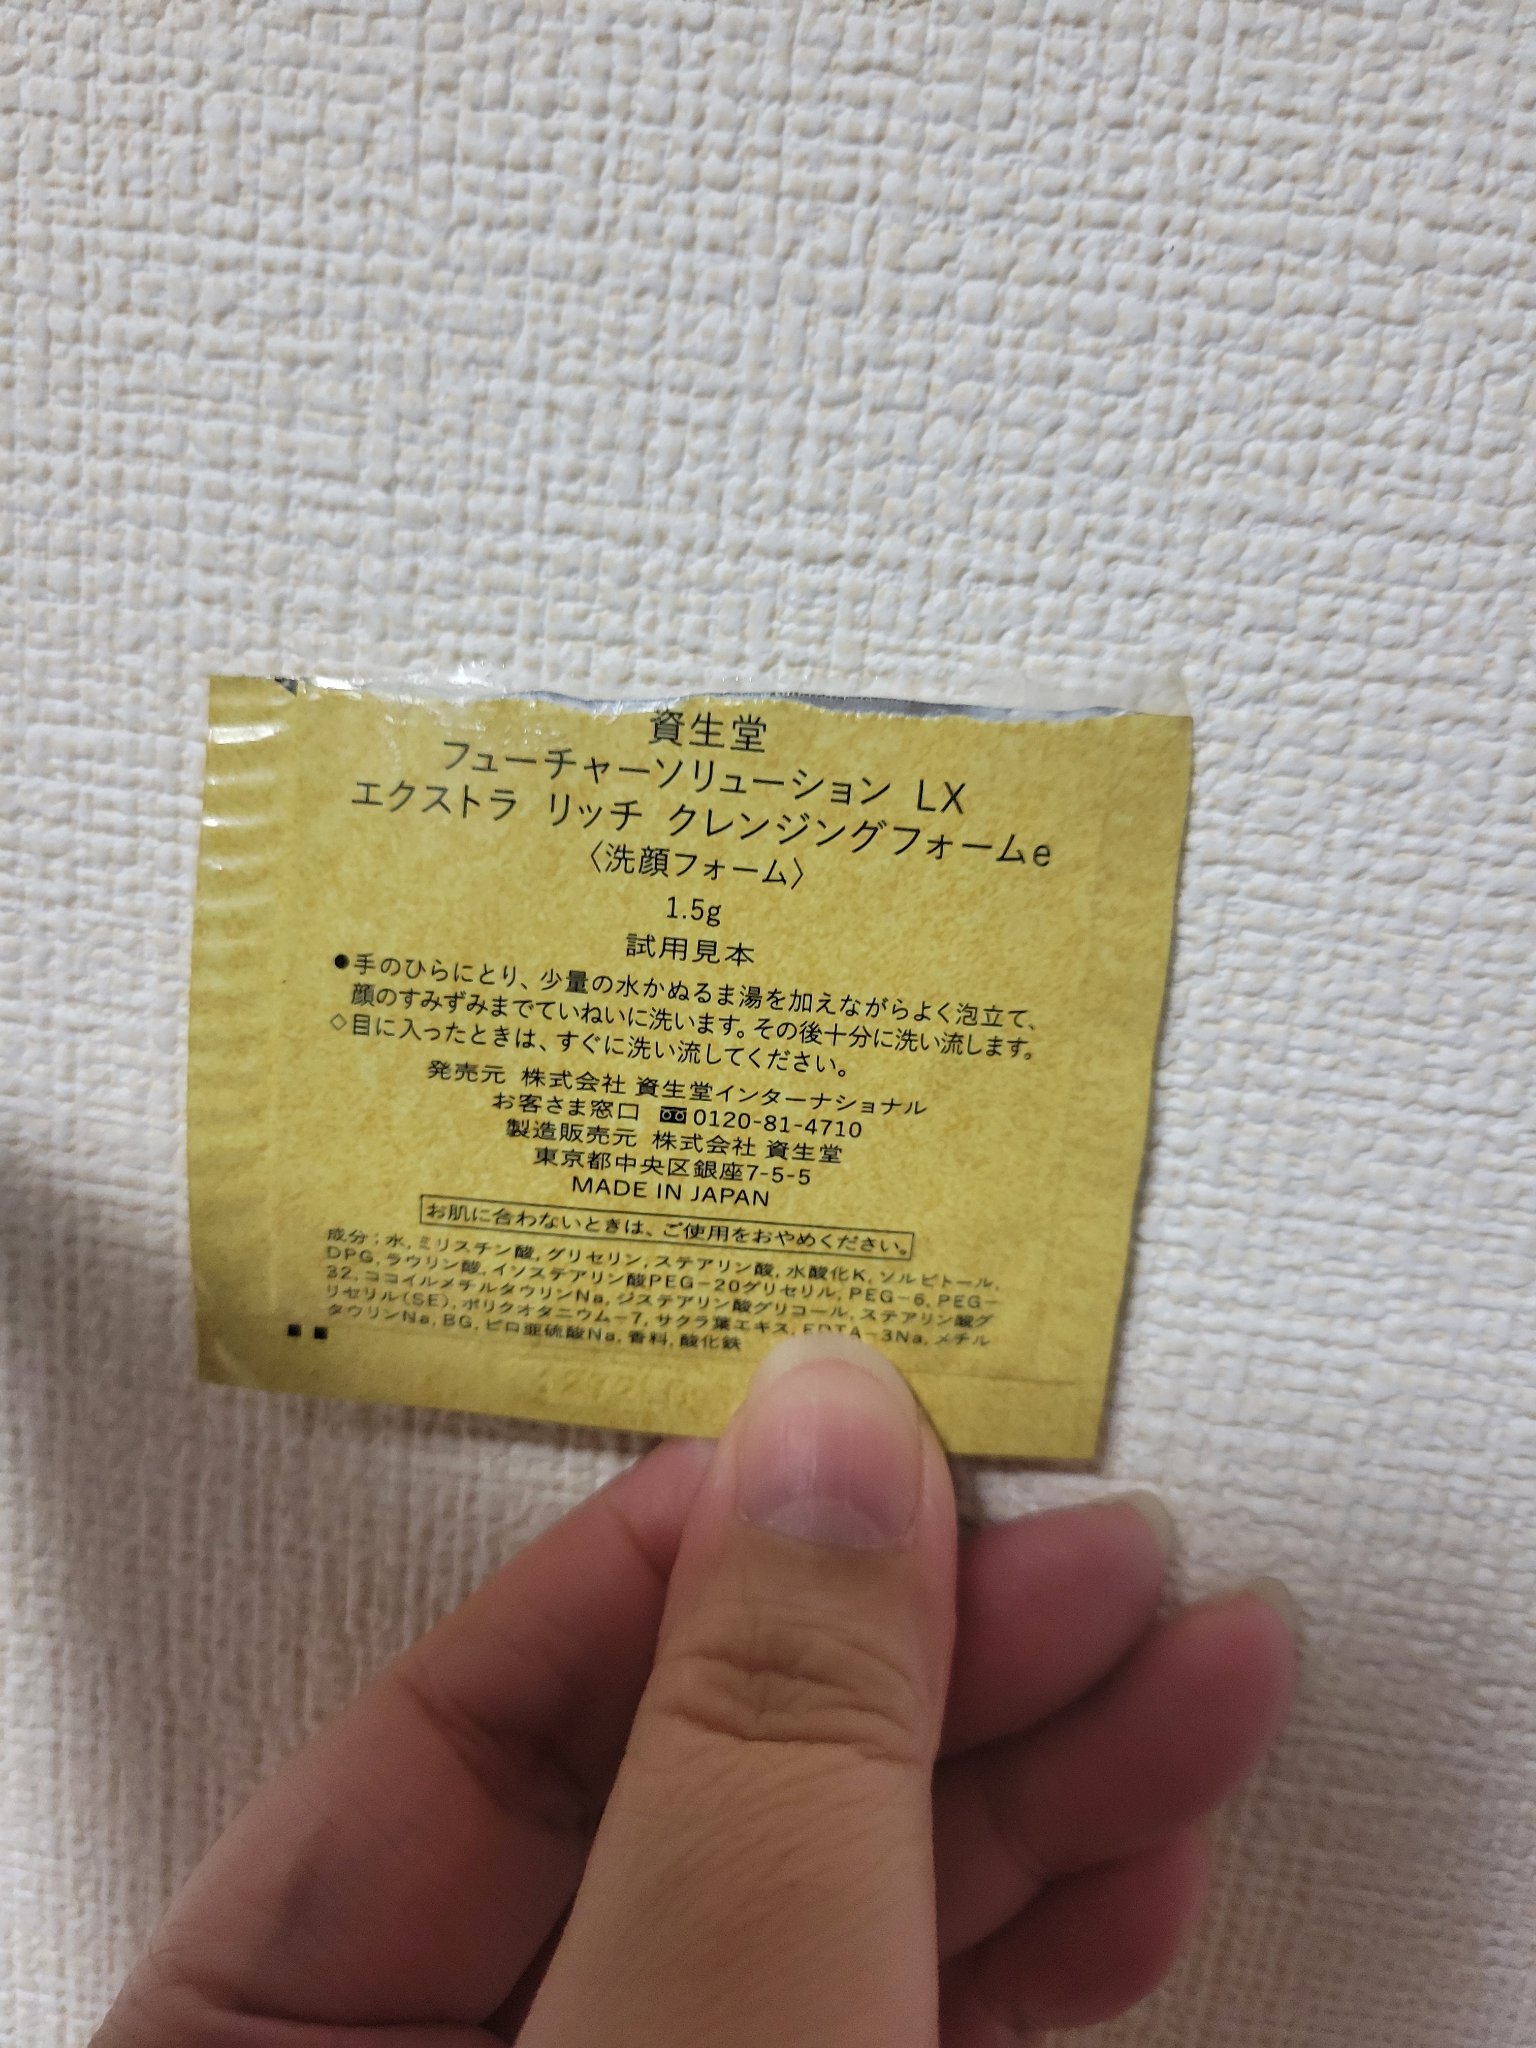 資生堂
フューチャーソリューション LX
エクストラ リッチ クレンジングフォームe
〈洗顔フォーム〉
1.5g
試用見本
●手のひらにとり、少量の水かぬるま湯を加えながらよく泡立て、
顔のすみずみまでていねいに洗います。その後十分に洗い流します。
◇目に入ったときは、すぐに洗い流してください。
発売元 株式会社 資生堂インターナショナル
お客さま窓口 0120-81-4710
製造販売元 株式会社 資生堂
東京都中央区銀座7-5-5
MADE IN JAPAN
お肌に合わないときは、ご使用をおやめください。
成分：水, ミリスチン酸, グリセリン, ステアリン酸, 水酸化K, ソルビトール,
DPG, ラウリン酸, イソステアリン酸PEG-20グリセリル, PEG-6, PEG-
32, ココイルメチルタウリンNa, ジステアリン酸グリコール, ステアリン酸グ
リセリル(SE), ポリクオタニウム-7, サクラ葉エキス, EDTA-3Na, メチル
タウリンNa, BG, ピロ亜硫酸Na, 香料, 酸化鉄